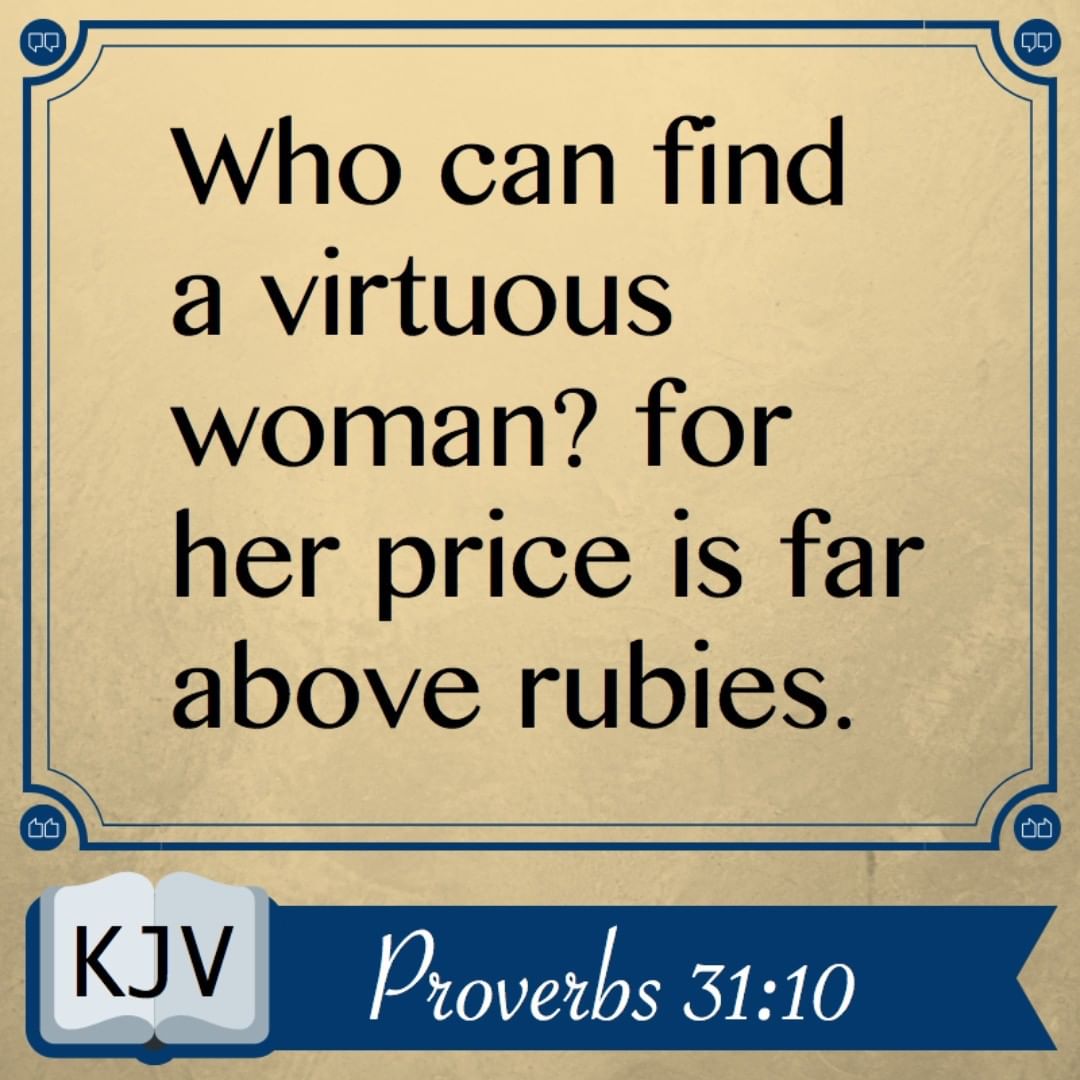 Who can find
a virtuous
woman? for
her price is far
above rubies.
KJV
Proverbs 31:10